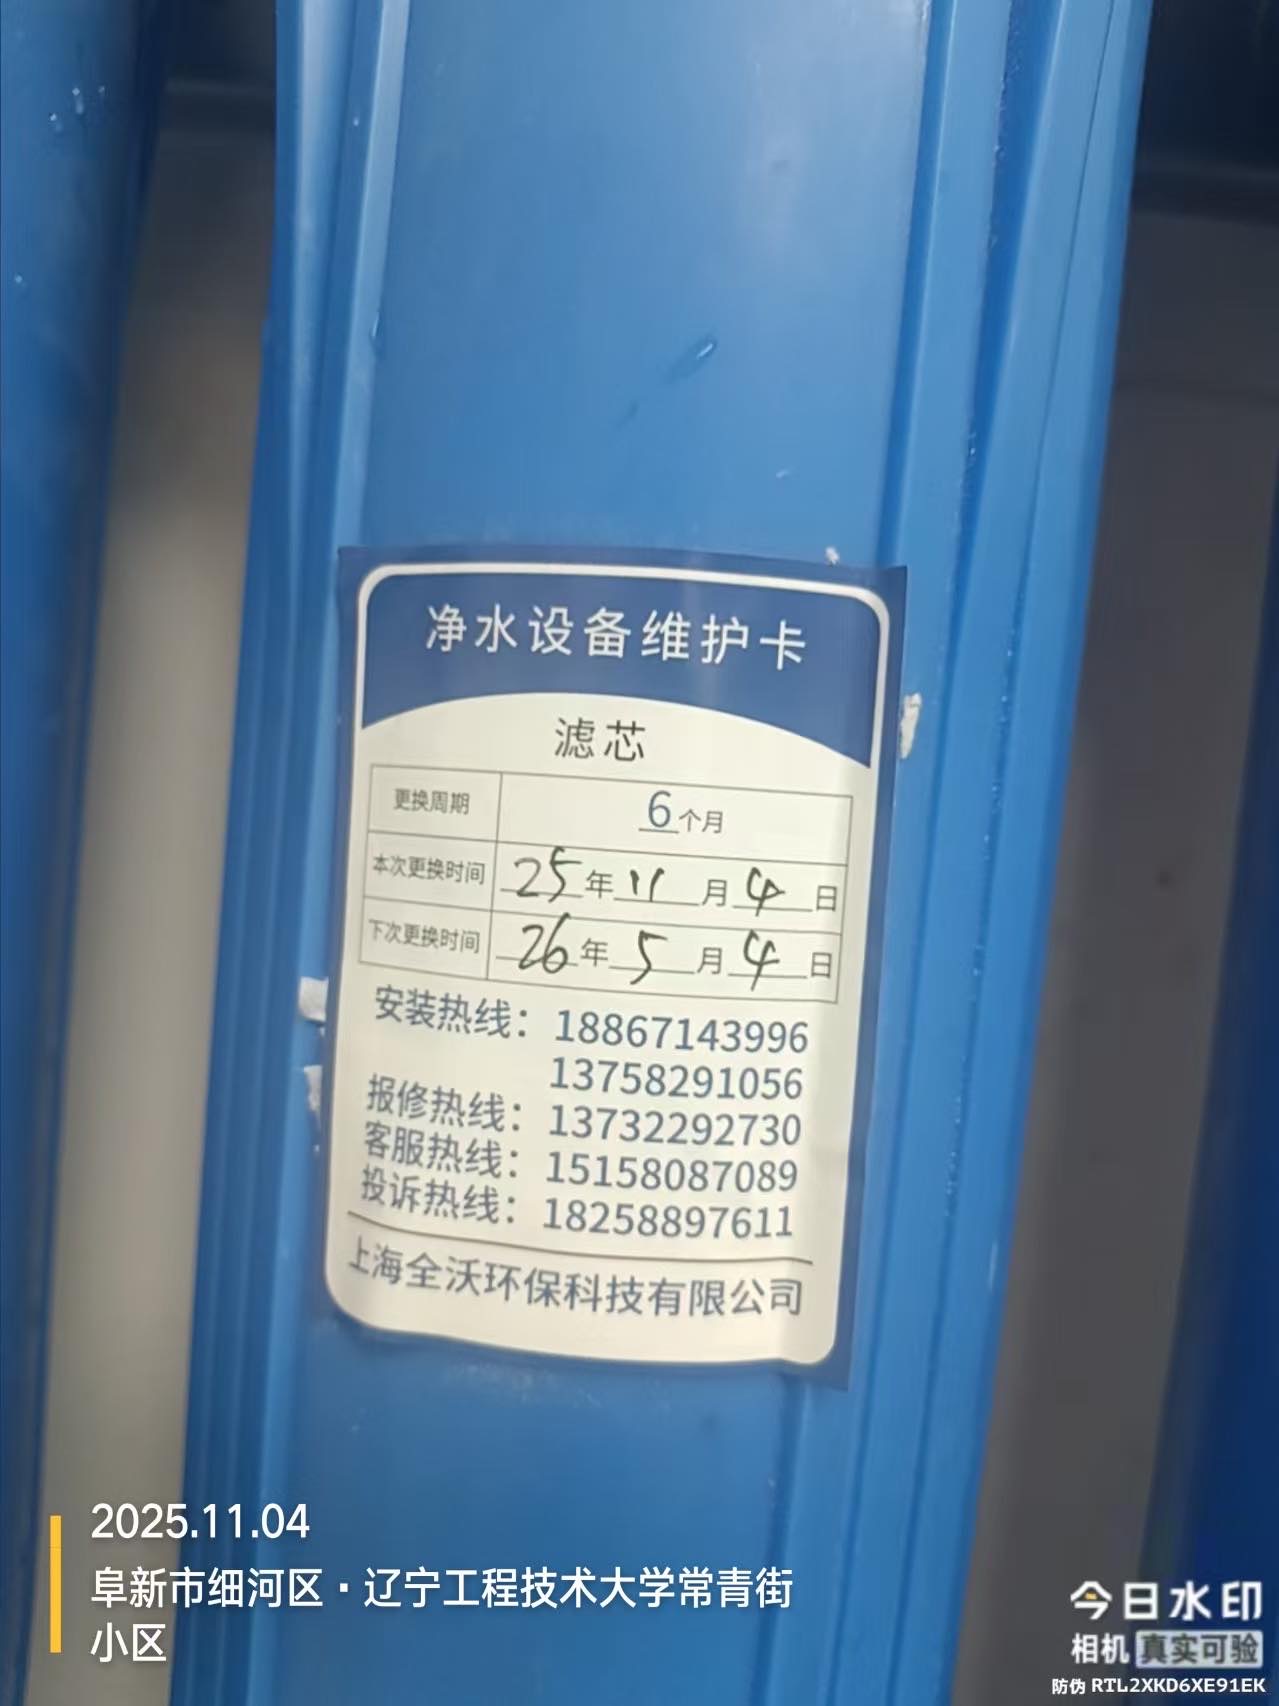 净水设备维护卡
滤芯
更换周期 6个月
本次更换时间 25年11月4日
下次更换时间 26年5月4日
安装热线：18867143996
13758291056
报修热线：13732292730
客服热线：15158087089
投诉热线：18258897611
上海全沃环保科技有限公司
2025.11.04
阜新市细河区·辽宁工程技术大学常青街
小区
今日水印
相机 真实可验
防伪 RTL2XKD6XE91EK